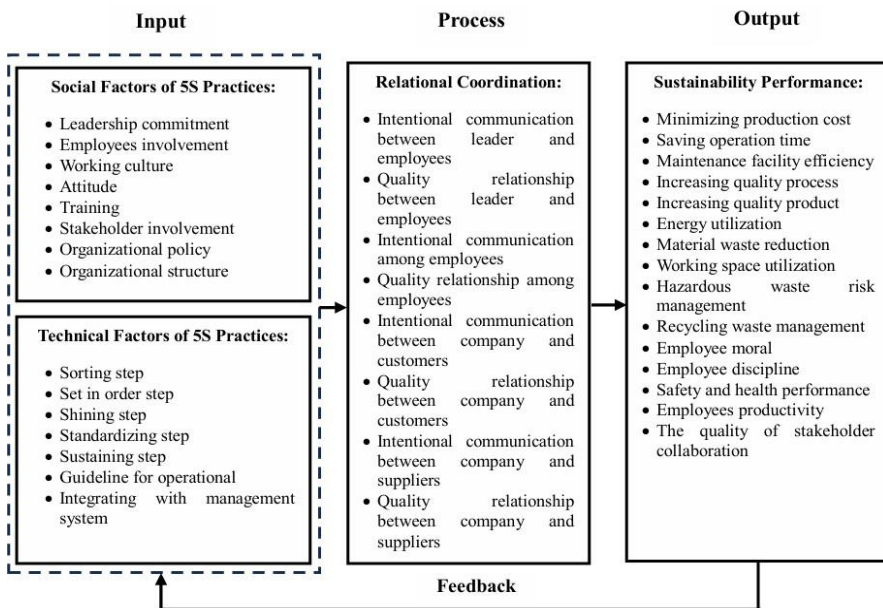 Input
Process
Output
Social Factors of 5S Practices:
• Leadership commitment
• Employees involvement
• Working culture
• Attitude
• Training
• Stakeholder involvement
• Organizational policy
• Organizational structure
Technical Factors of 5S Practices:
• Sorting step
• Set in order step
• Shining step
• Standardizing step
• Sustaining step
• Guideline for operational
• Integrating with management
system
Relational Coordination:
• Intentional communication
between leader and
employees
• Quality relationship
between leader and
employees
• Intentional communication
among employees
• Quality relationship among
employees
• Intentional communication
between company and
customers
• Quality relationship
between company and
customers
• Intentional communication
between company and
suppliers
• Quality relationship
between company and
suppliers
Sustainability Performance:
• Minimizing production cost
• Saving operation time
• Maintenance facility efficiency
• Increasing quality process
• Increasing quality product
• Energy utilization
• Material waste reduction
• Working space utilization
• Hazardous waste risk
management
• Recycling waste management
• Employee moral
• Employee discipline
• Safety and health performance
• Employees productivity
• The quality of stakeholder
collaboration
Feedback